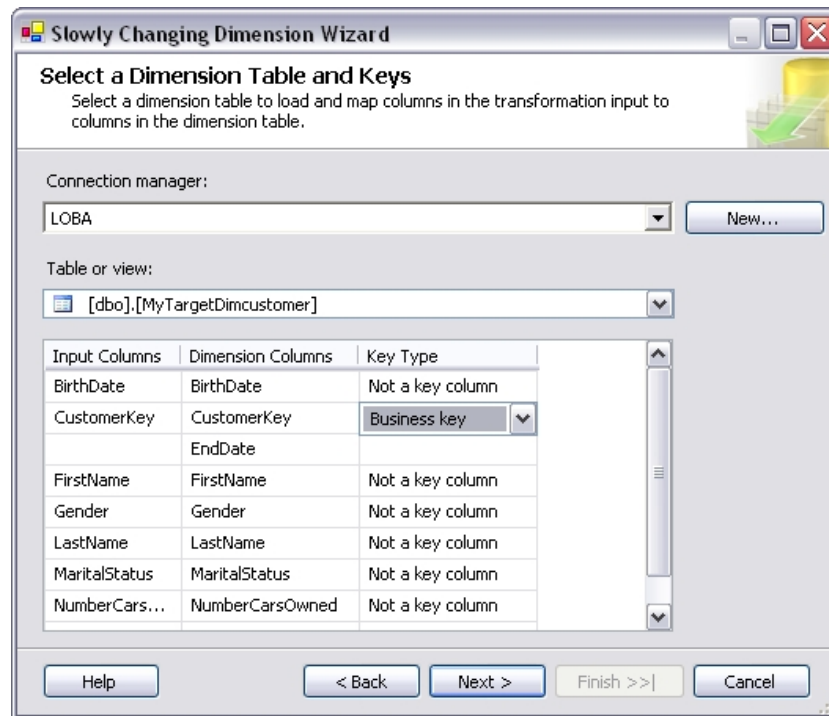 Slowly Changing Dimension Wizard
Select a Dimension Table and Keys
Select a dimension table to load and map columns in the transformation input to
columns in the dimension table.
Connection manager:
LOBA
New...
Table or view:
[dbo].[MyTargetDimcustomer]
Input Columns Dimension Columns Key Type
BirthDate BirthDate Not a key column
CustomerKey CustomerKey Business key
EndDate
FirstName FirstName Not a key column
Gender Gender Not a key column
LastName LastName Not a key column
MaritalStatus MaritalStatus Not a key column
NumberCars... NumberCarsOwned Not a key column
Help < Back Next > Finish >>| Cancel